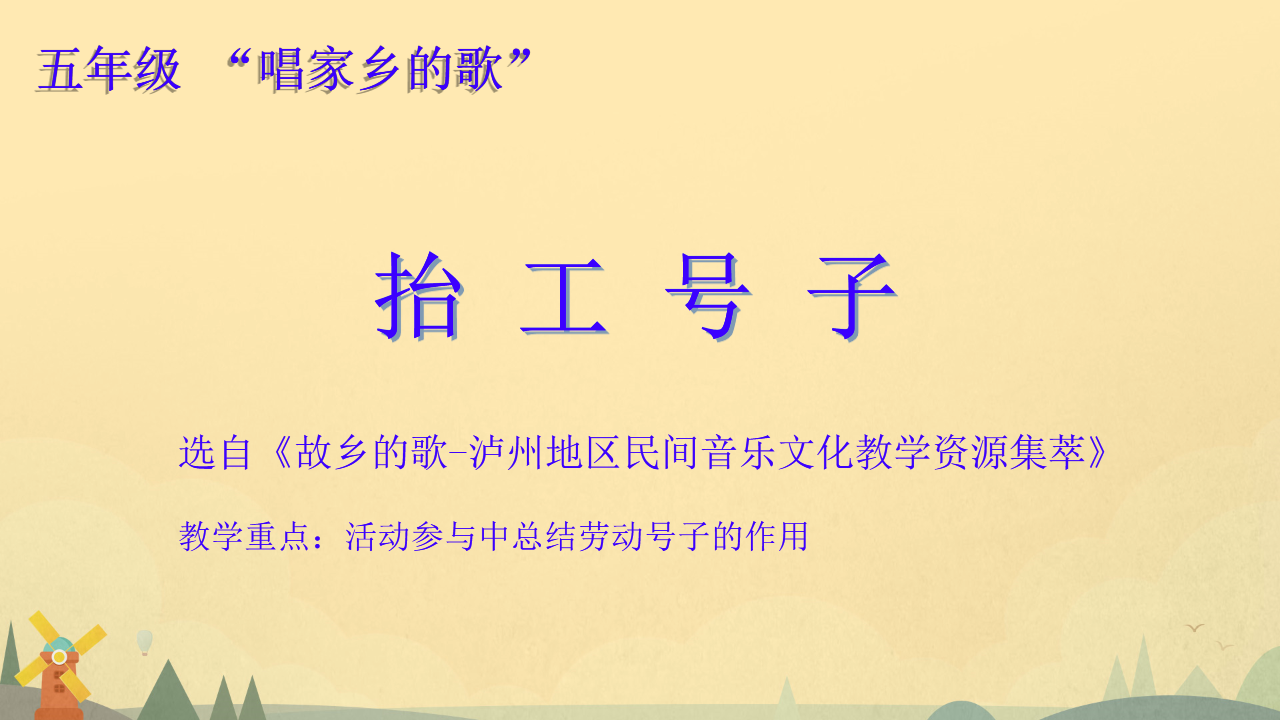 五年级 “唱家乡的歌”
抬 工 号 子
选自《故乡的歌-泸州地区民间音乐文化教学资源集萃》
教学重点：活动参与中总结劳动号子的作用